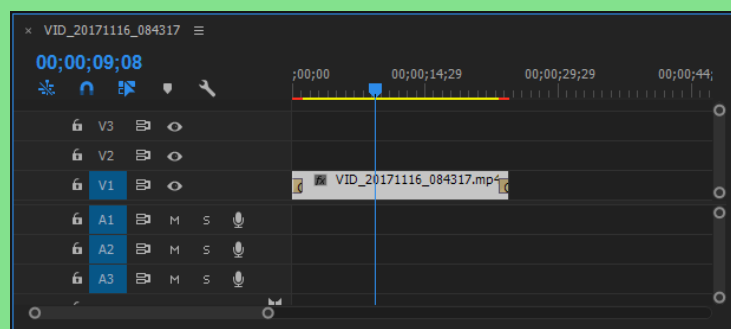 × VID_20171116_084317 ≡
00;00;09;08
;00;00 00;00;14;29 00;00;29;29 00;00;44;
V3
V2
V1 fx VID_20171116_084317.mp4
A1 M S
A2 M S
A3 M S